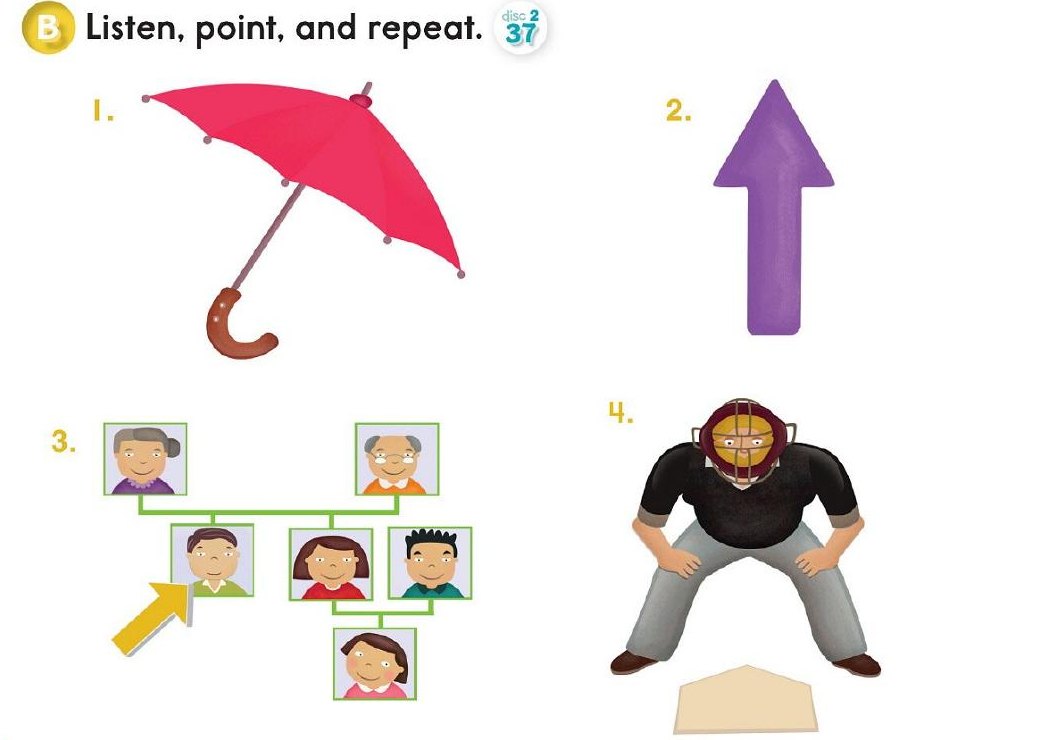 B Listen, point, and repeat. disc 2 37
1.
2.
3.
4.